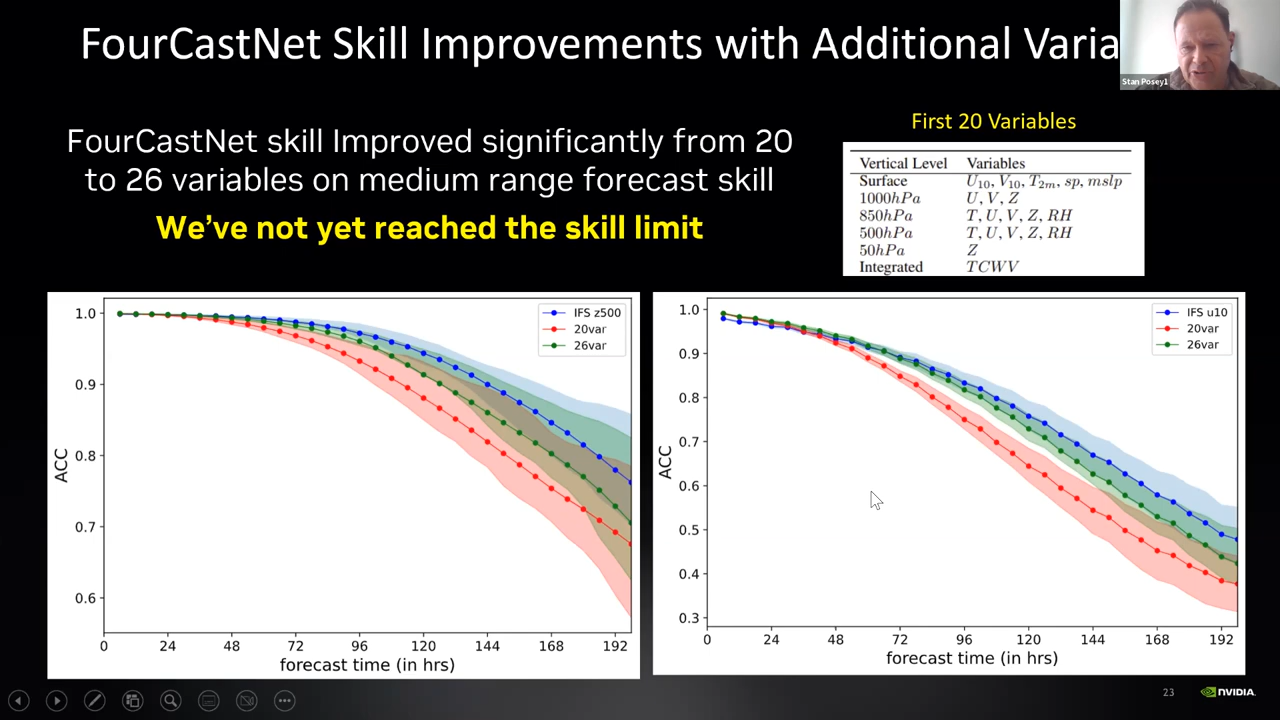 FourCastNet Skill Improvements with Additional Varia
Stan Posey1
FourCastNet skill Improved significantly from 20
to 26 variables on medium range forecast skill
We've not yet reached the skill limit
First 20 Variables
Vertical Level Variables
Surface U10, V10, T2m, sp, mslp
1000hPa U, V, Z
850hPa T, U, V, Z, RH
500hPa T, U, V, Z, RH
50hPa Z
Integrated TCWV
IFS z500
20var
26var
1.0
0.9
0.8
0.7
0.6
ACC
0 24 48 72 96 120 144 168 192
forecast time (in hrs)
IFS u10
20var
26var
1.0
0.9
0.8
0.7
0.6
0.5
0.4
0.3
ACC
0 24 48 72 96 120 144 168 192
forecast time (in hrs)
23 NVIDIA.